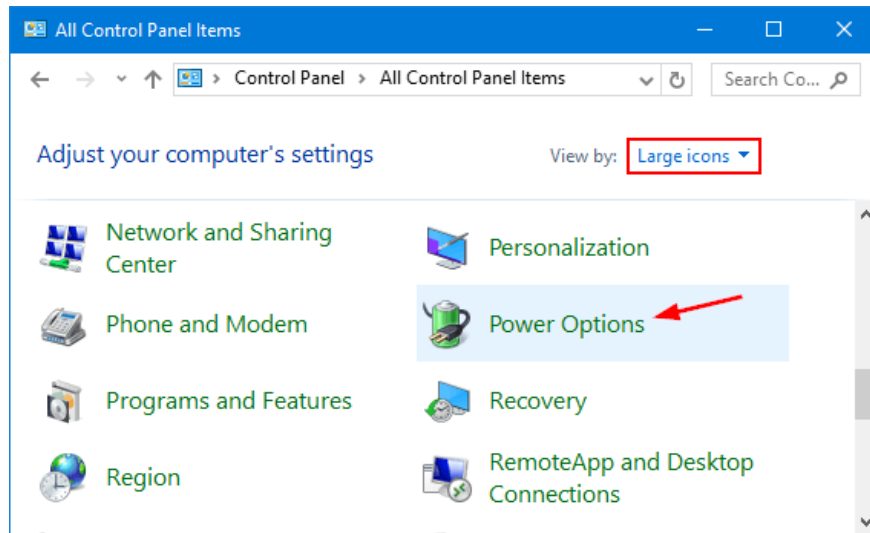 All Control Panel Items
Control Panel > All Control Panel Items
Search Co...
Adjust your computer's settings
View by: Large icons
Network and Sharing
Center
Personalization
Phone and Modem
Power Options
Programs and Features
Recovery
Region
RemoteApp and Desktop
Connections